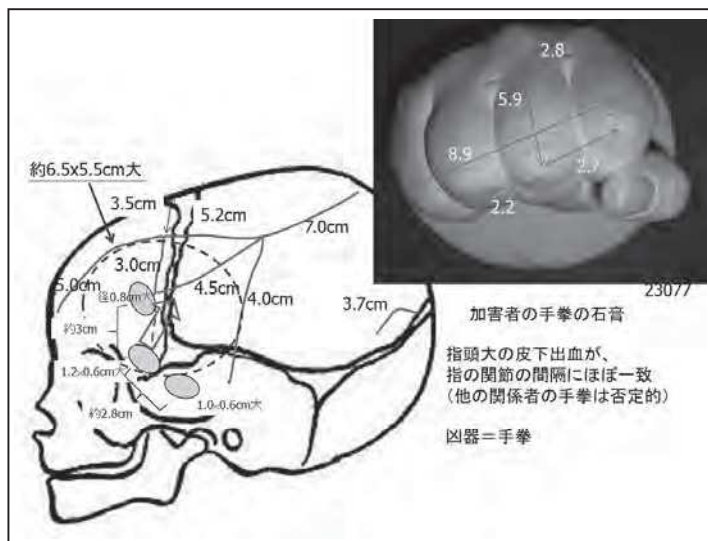 約6.5x5.5cm大
3.5cm
5.2cm
7.0cm
3.0cm
5.0cm
径0.8cm大
4.5cm
4.0cm
約3cm
3.7cm
1.2x0.6cm大
1.0x0.6cm大
約2.8cm
2.8
5.9
8.9
2.7
2.2
23077
加害者の手拳の石膏
指頭大の皮下出血が、
指の関節の間隔にほぼ一致
(他の関係者の手拳は否定的)
凶器＝手拳